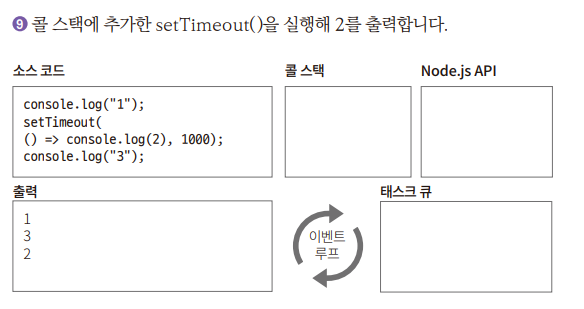 9 콜 스택에 추가한 setTimeout()을 실행해 2를 출력합니다.
소스 코드
console.log("1");
setTimeout(
() => console.log(2), 1000);
console.log("3");
콜 스택
Node.js API
출력
1
3
2
이벤트
루프
태스크 큐